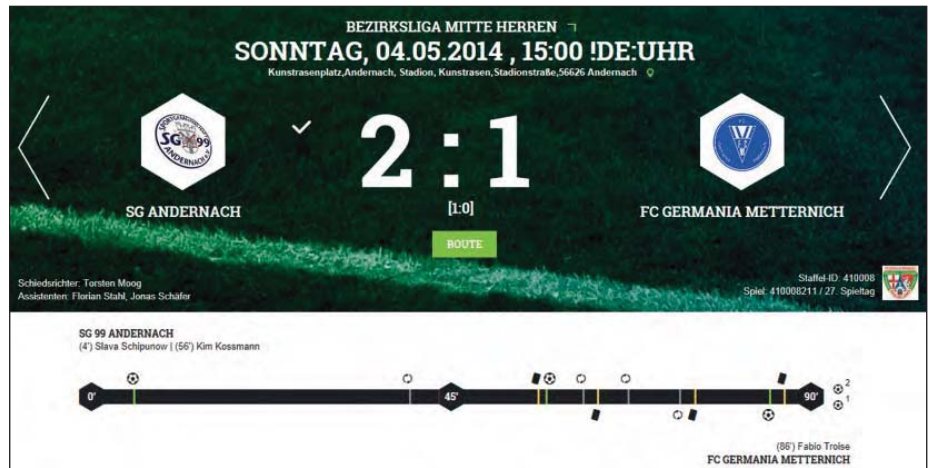 BEZIRKSLIGA MITTE HERREN
SONNTAG, 04.05.2014 , 15:00 !DE:UHR
Kunstrasenplatz,Andernach, Stadion, Kunstrasen,Stadionstraße,56626 Andernach
SG 99
ANDERNACH
2 : 1
[1:0]
SG ANDERNACH
FC GERMANIA METTERNICH
ROUTE
Schiedsrichter: Torsten Moog
Assistenten: Florian Stahl, Jonas Schäfer
Staffel-ID: 410008
Spiel: 410008211 / 27. Spieltag
SG 99 ANDERNACH
(4') Slava Schipunow | (56') Kim Kossmann
0'
45'
90'
2
1
(86') Fabio Troise
FC GERMANIA METTERNICH